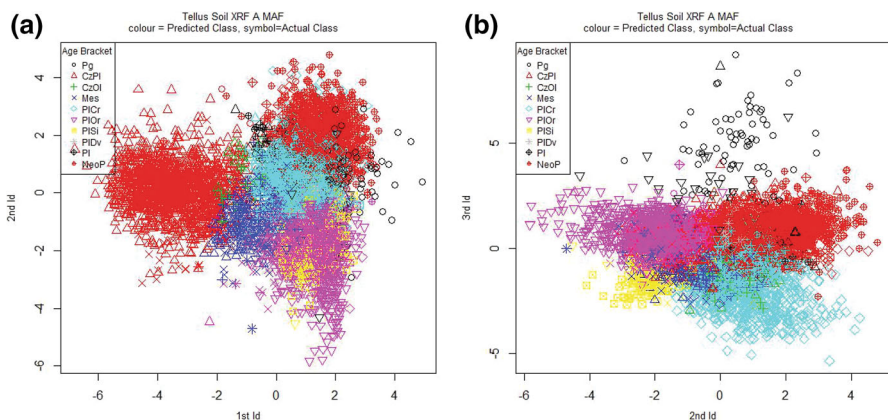 (a)
Tellus Soil XRF A MAF
colour = Predicted Class, symbol=Actual Class
Age Bracket
Pg
CzPl
CzOl
Mes
PlCr
PlOr
PlSi
PlDv
Pl
NeoP
2nd ld
4
2
0
-2
-4
-6
-6
-4
-2
0
2
4
1st ld
(b)
Tellus Soil XRF A MAF
colour = Predicted Class, symbol=Actual Class
Age Bracket
Pg
CzPl
CzOl
Mes
PlCr
PlOr
PlSi
PlDv
Pl
NeoP
3rd ld
5
0
-5
-6
-4
-2
0
2
4
2nd ld